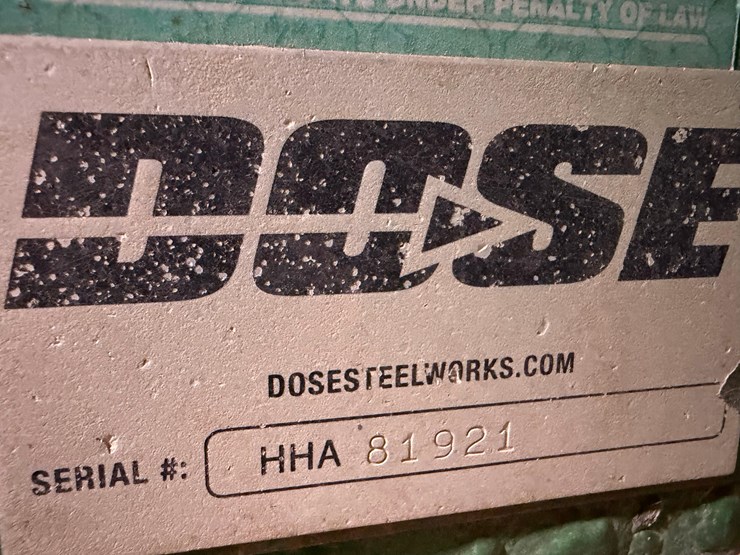 UNDER PENALTY OF LAW
DOSE
DOSESTEELWORKS.COM
SERIAL #: HHA 81921